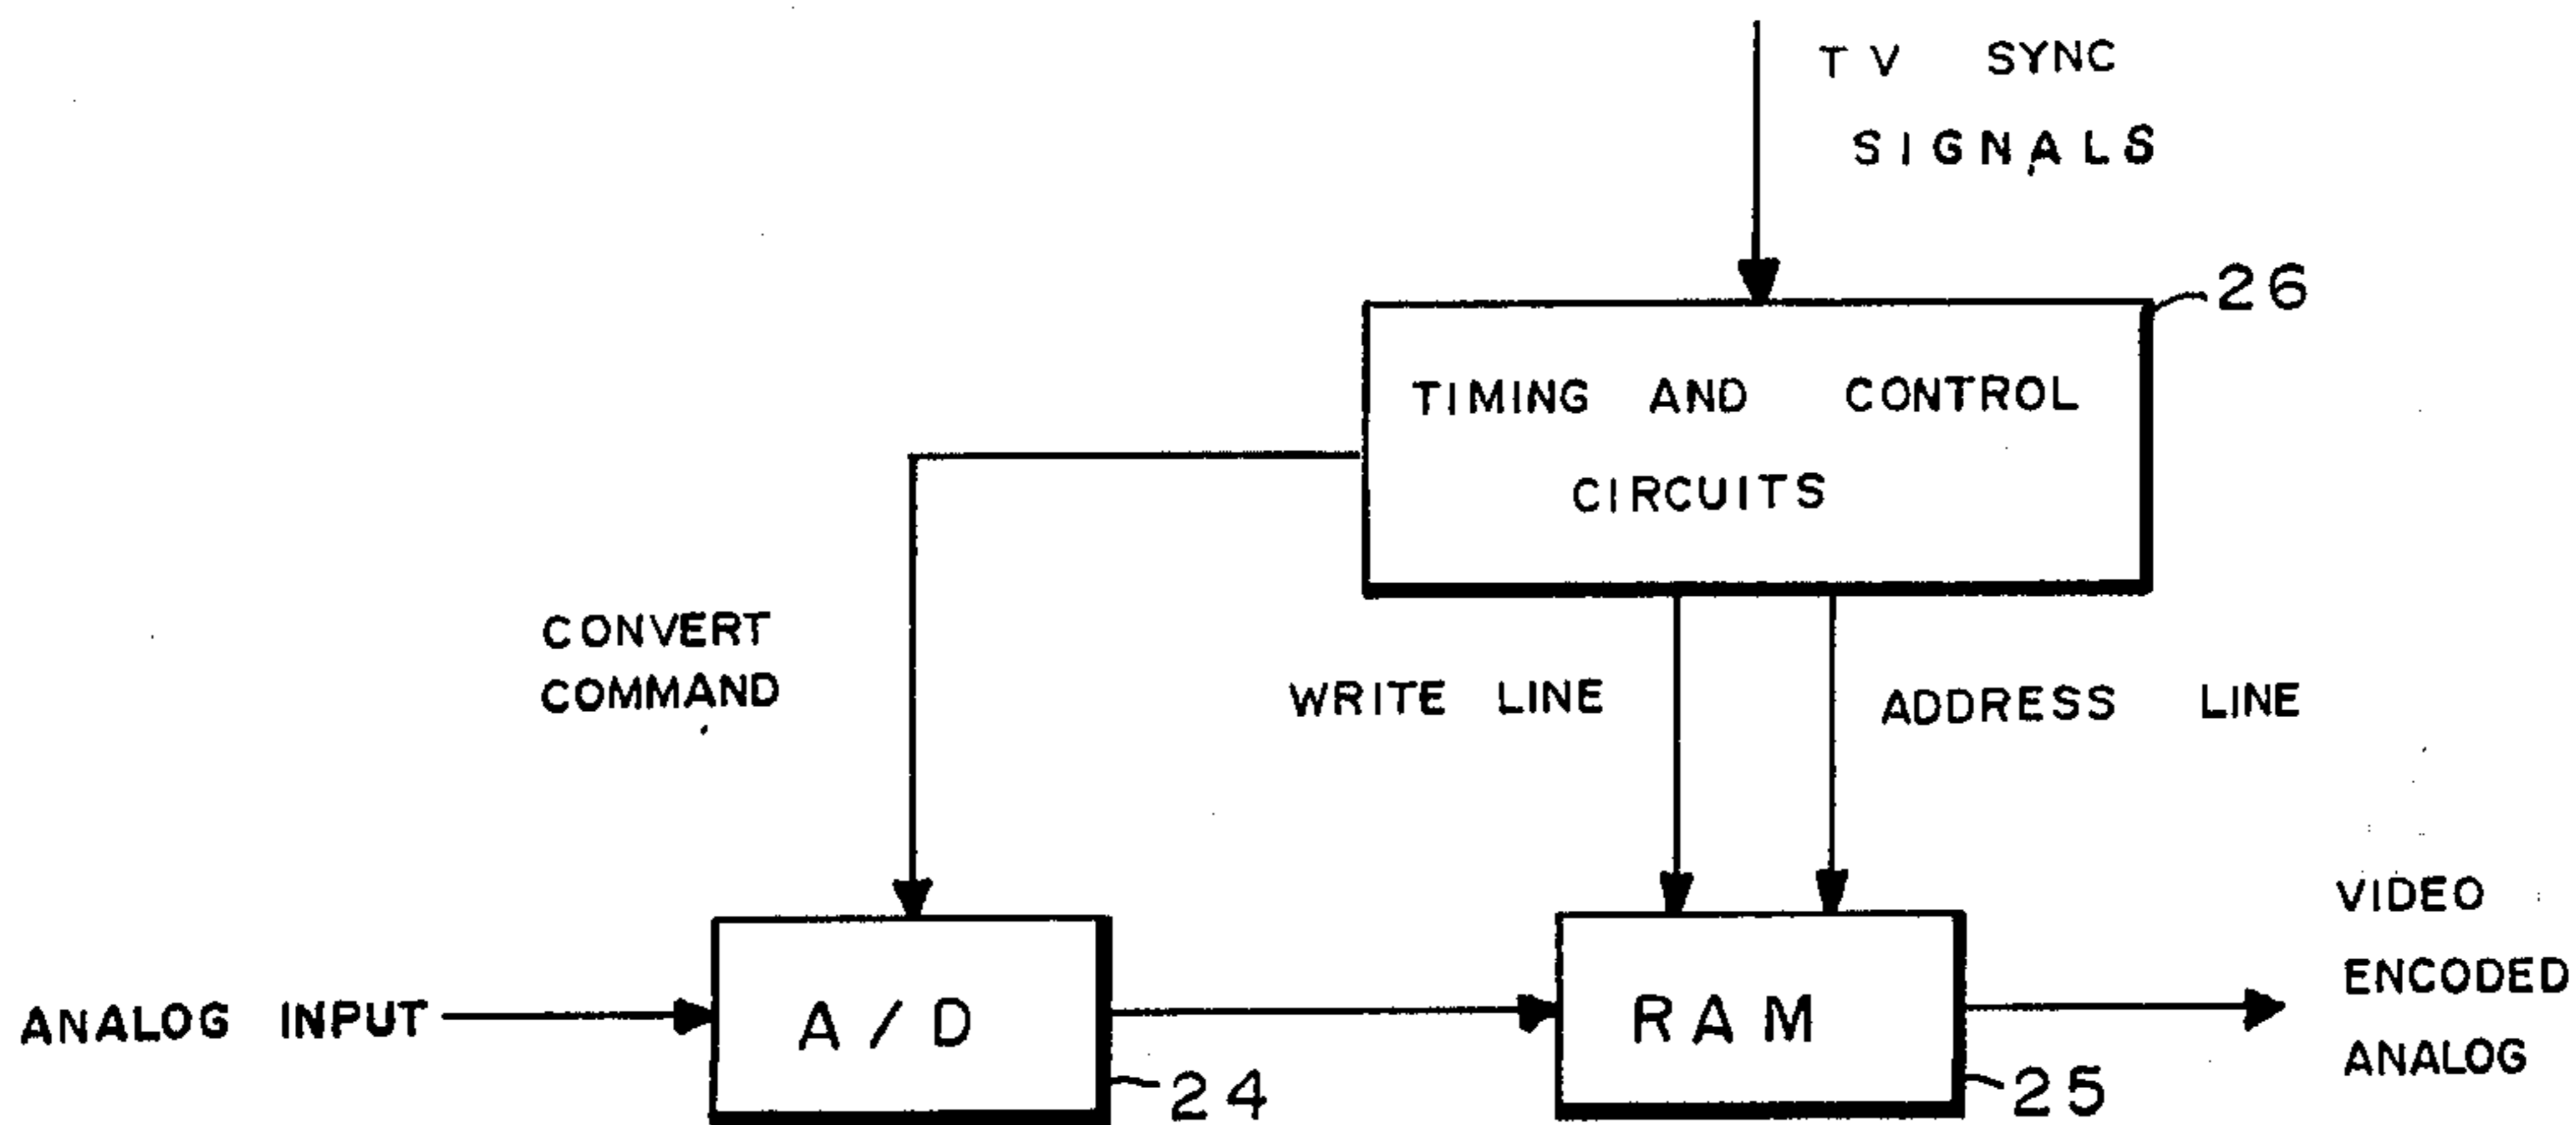 TV SYNC
SIGNALS
26
TIMING AND CONTROL
CIRCUITS
CONVERT
COMMAND
WRITE LINE
ADDRESS LINE
ANALOG INPUT
A/D
24
RAM
25
VIDEO
ENCODED
ANALOG